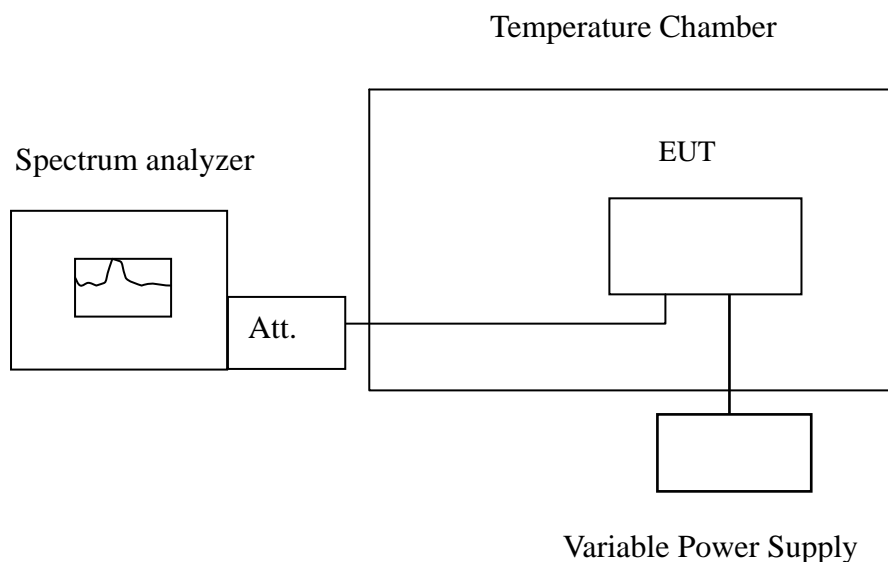 Temperature Chamber
Spectrum analyzer
EUT
Att.
Variable Power Supply